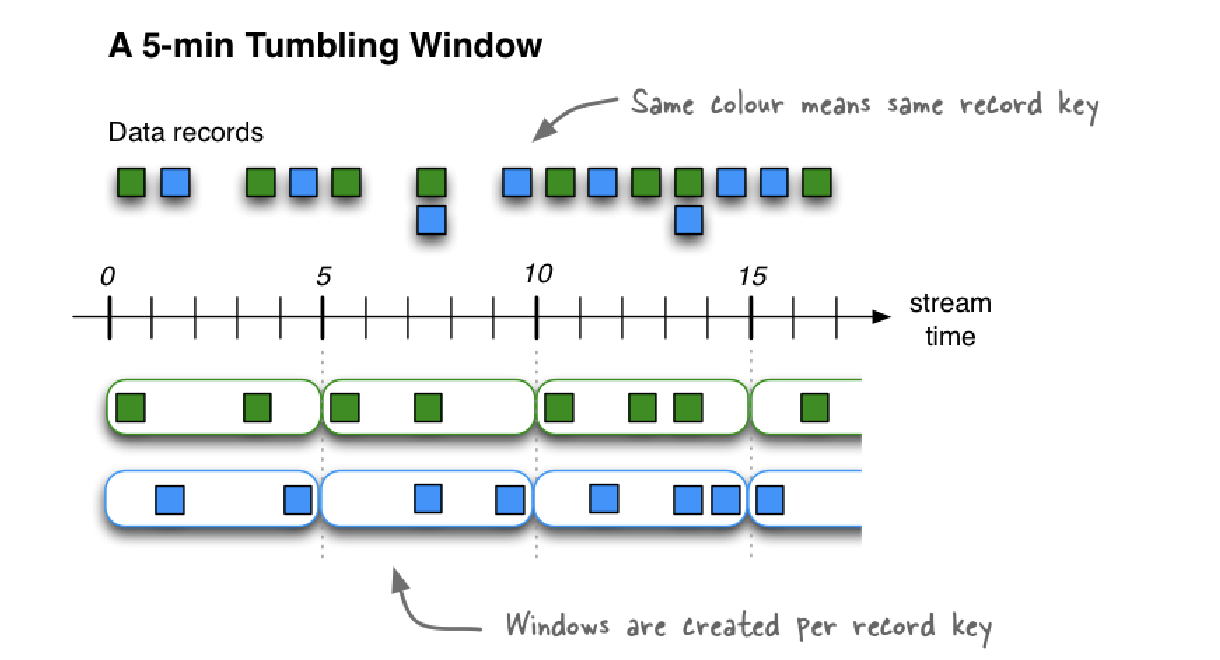 A 5-min Tumbling Window
Same colour means same record key
Data records
0 5 10 15
stream
time
Windows are created per record key